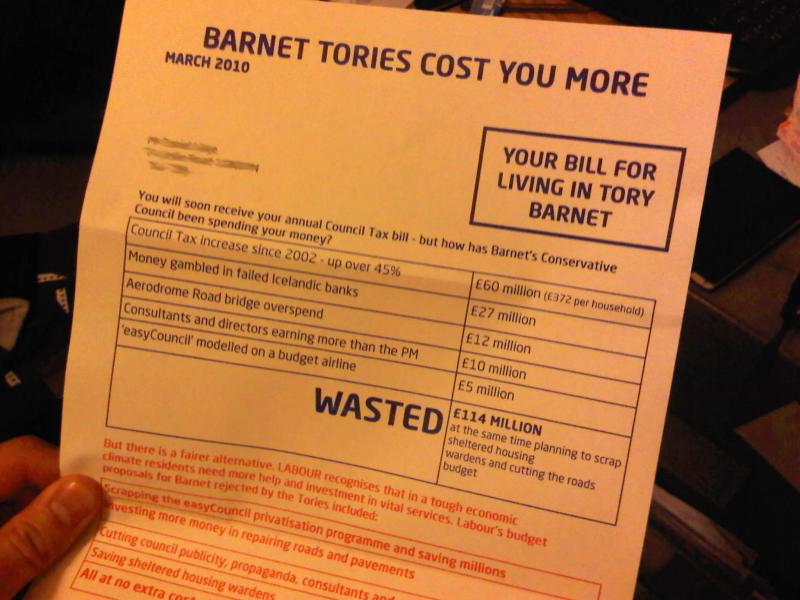 BARNET TORIES COST YOU MORE
MARCH 2010
YOUR BILL FOR
LIVING IN TORY
BARNET
You will soon receive your annual Council Tax bill - but how has Barnet's Conservative
Council been spending your money?
Council Tax increase since 2002 - up over 45%
£60 million (£372 per household)
Money gambled in failed Icelandic banks
£27 million
Aerodrome Road bridge overspend
£12 million
Consultants and directors earning more than the PM
£10 million
'easyCouncil' modelled on a budget airline
£5 million
WASTED
£114 MILLION
at the same time planning to scrap
sheltered housing
wardens and cutting the roads
budget
But there is a fairer alternative. LABOUR recognises that in a tough economic
climate residents need more help and investment in vital services. Labour's budget
proposals for Barnet rejected by the Tories included:
Scrapping the easyCouncil privatisation programme and saving millions
Investing more money in repairing roads and pavements
Cutting council publicity, propaganda, consultants and
Saving sheltered housing wardens
All at no extra